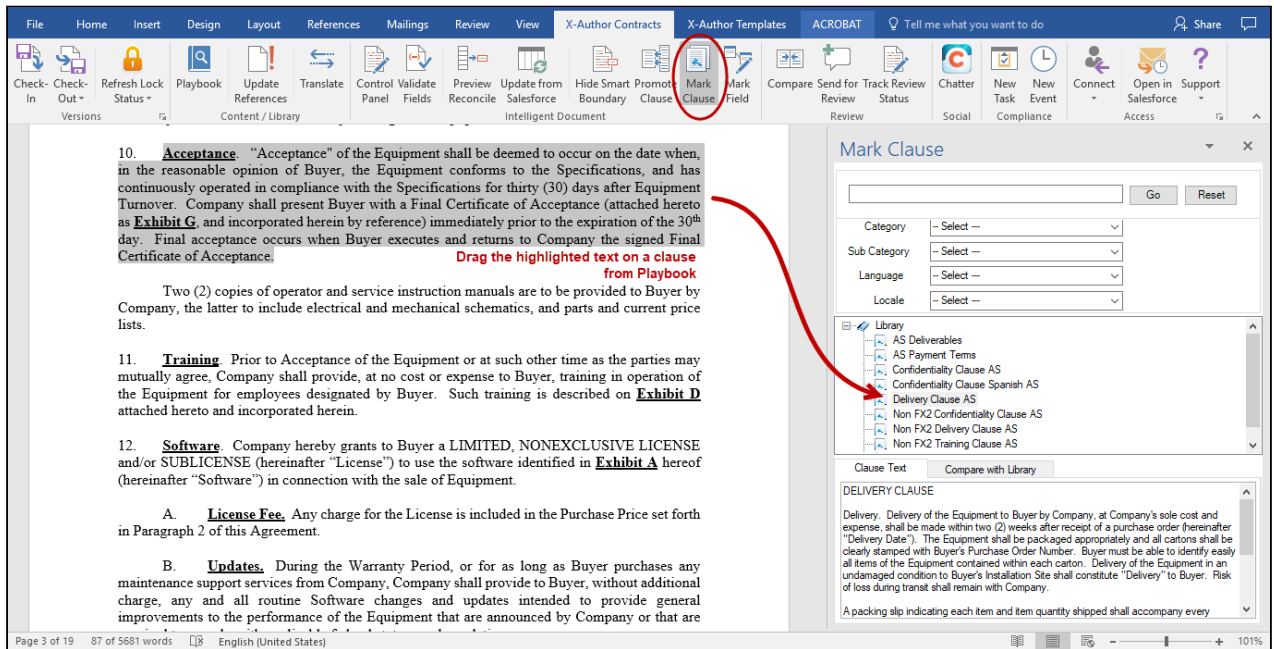 File Home Insert Design Layout References Mailings Review View X-Author Contracts X-Author Templates ACROBAT Tell me what you want to do Share
Check- Check- Refresh Lock Playbook Update Translate Control Validate Preview Update from Hide Smart Promote Mark Mark Compare Send for Track Review Chatter New New Connect Open in Support
In Out Status References Panel Fields Reconcile Salesforce Boundary Clause Clause Field Review Status Task Event Salesforce
Versions Content / Library Intelligent Document Review Social Compliance Access
10. Acceptance. "Acceptance" of the Equipment shall be deemed to occur on the date when,
in the reasonable opinion of Buyer, the Equipment conforms to the Specifications, and has
continuously operated in compliance with the Specifications for thirty (30) days after Equipment
Turnover. Company shall present Buyer with a Final Certificate of Acceptance (attached hereto
as Exhibit G, and incorporated herein by reference) immediately prior to the expiration of the 30th
day. Final acceptance occurs when Buyer executes and returns to Company the signed Final
Certificate of Acceptance.
Drag the highlighted text on a clause
from Playbook
Two (2) copies of operator and service instruction manuals are to be provided to Buyer by
Company, the latter to include electrical and mechanical schematics, and parts and current price
lists.
11. Training. Prior to Acceptance of the Equipment or at such other time as the parties may
mutually agree, Company shall provide, at no cost or expense to Buyer, training in operation of
the Equipment for employees designated by Buyer. Such training is described on Exhibit D
attached hereto and incorporated herein.
12. Software. Company hereby grants to Buyer a LIMITED, NONEXCLUSIVE LICENSE
and/or SUBLICENSE (hereinafter “License”) to use the software identified in Exhibit A hereof
(hereinafter “Software”) in connection with the sale of Equipment.
A. License Fee. Any charge for the License is included in the Purchase Price set forth
in Paragraph 2 of this Agreement.
B. Updates. During the Warranty Period, or for as long as Buyer purchases any
maintenance support services from Company, Company shall provide to Buyer, without additional
charge, any and all routine Software changes and updates intended to provide general
improvements to the performance of the Equipment that are announced by Company or that are
Mark Clause
Go Reset
Category -- Select ---
Sub Category -- Select ---
Language -- Select ---
Locale -- Select ---
Library
AS Deliverables
AS Payment Terms
Confidentiality Clause AS
Confidentiality Clause Spanish AS
Delivery Clause AS
Non FX2 Confidentiality Clause AS
Non FX2 Delivery Clause AS
Non FX2 Training Clause AS
Clause Text Compare with Library
DELIVERY CLAUSE
Delivery. Delivery of the Equipment to Buyer by Company, at Company's sole cost and
expense, shall be made within two (2) weeks after receipt of a purchase order (hereinafter
"Delivery Date"). The Equipment shall be packaged appropriately and all cartons shall be
clearly stamped with Buyer's Purchase Order Number. Buyer must be able to identify easily
all items of the Equipment contained within each carton. Delivery of the Equipment in an
undamaged condition to Buyer's Installation Site shall constitute "Delivery" to Buyer. Risk
of loss during transit shall remain with Company.
A packing slip indicating each item and item quantity shipped shall accompany every
Page 3 of 19 87 of 5681 words English (United States) 101%